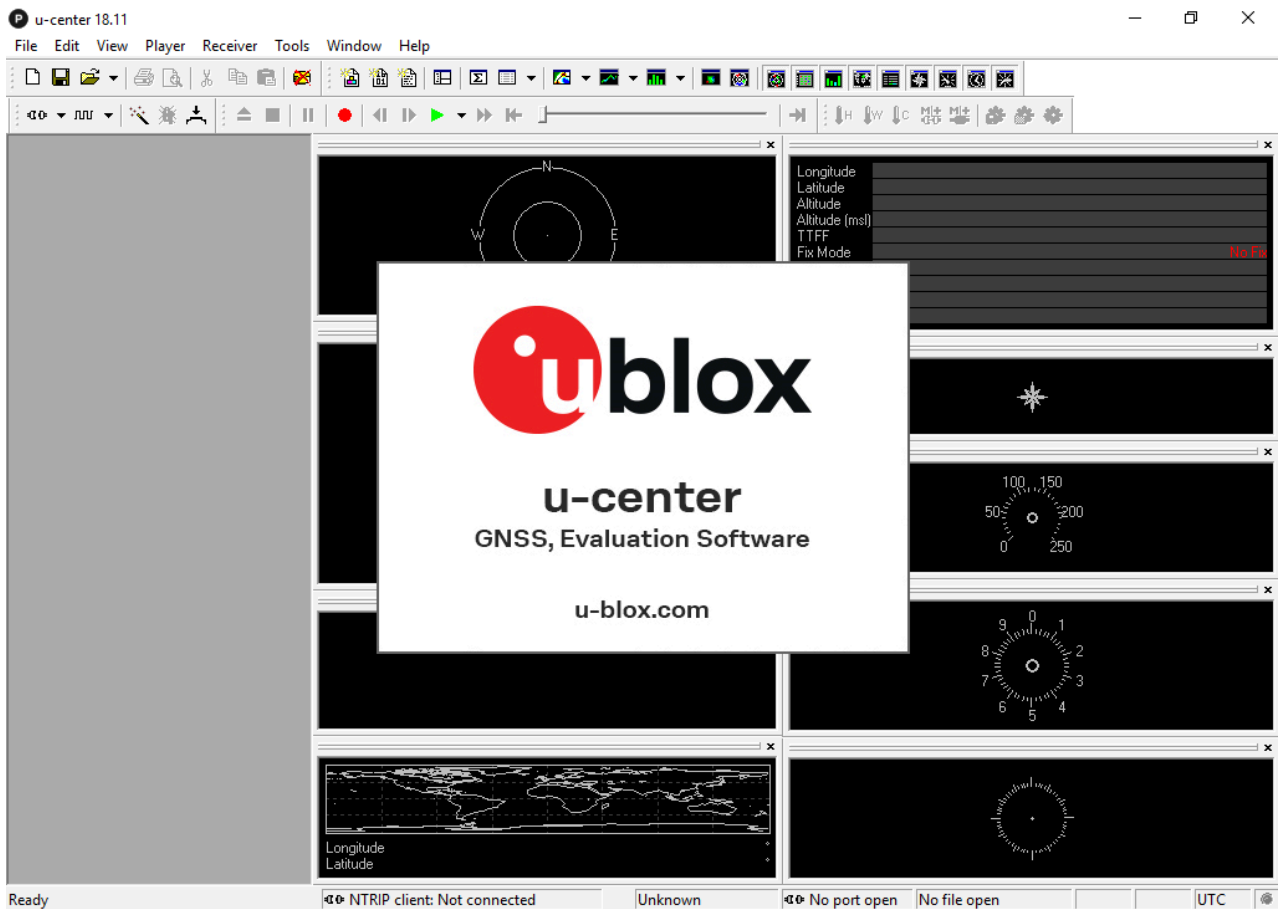 u-center 18.11
File Edit View Player Receiver Tools Window Help
H W C
N
W E
Longitude
Latitude
Altitude
Altitude (msl)
TTFF
Fix Mode No Fix
ublox
u-center
GNSS, Evaluation Software
u-blox.com
100 150
50 200
0 250
0
9 1
8 2
7 3
6 4
5
Longitude °
Latitude °
Ready NTRIP client: Not connected Unknown No port open No file open UTC